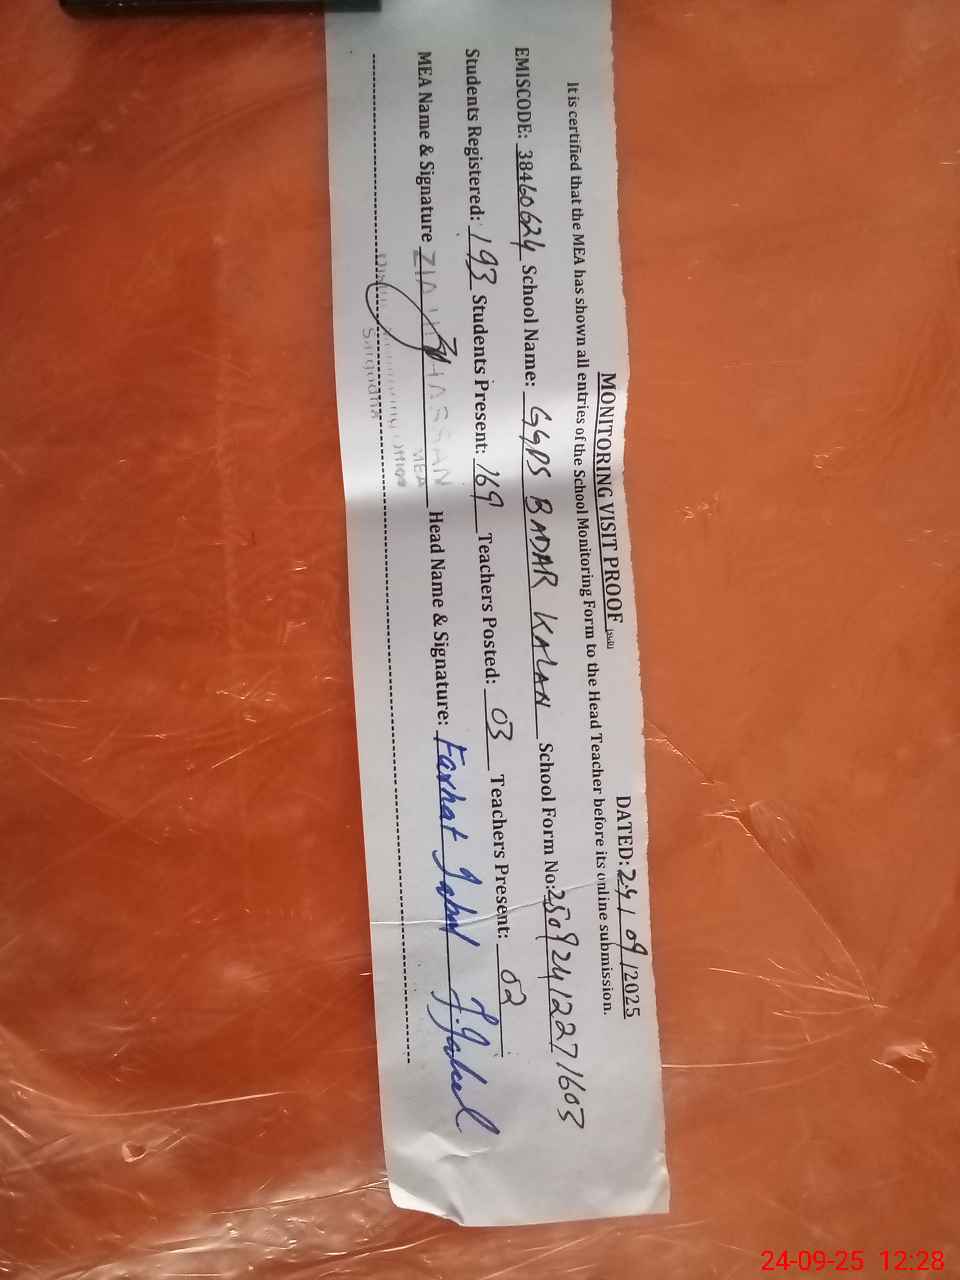 MONITORING VISIT PROOF DATED: 24/09/2025
It is certified that the MEA has shown all entries of the School Monitoring Form to the Head Teacher before its online submission.
EMISCODE: 38460624 School Name: GGPS BADAR KALAN School Form No: 25092412271603
Students Registered: 193 Students Present: 169 Teachers Posted: 03 Teachers Present: 02
MEA Name & Signature ZIA UL HASSAN Head Name & Signature: Farhat Jabeel F.Jabeel
MEA
Sargodha
24-09-25 12:28